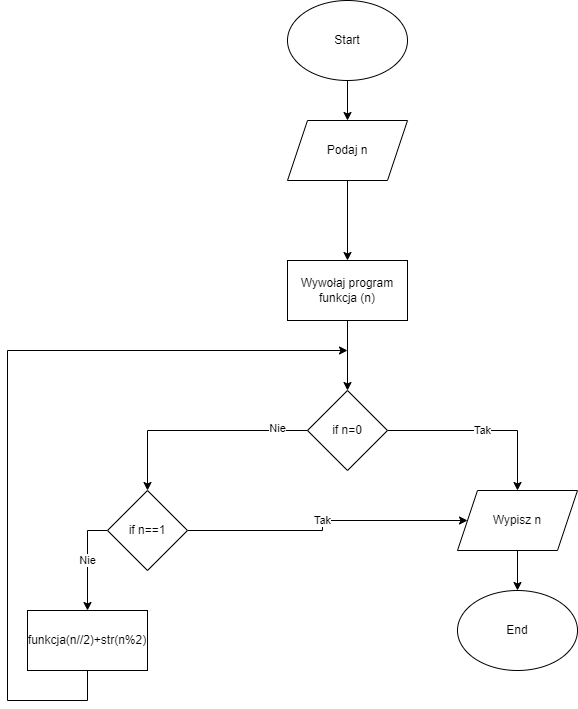 Start
Podaj n
Wywołaj program
funkcja (n)
if n=0
Nie
Tak
if n==1
Tak
Wypisz n
Nie
End
funkcja(n//2)+str(n%2)